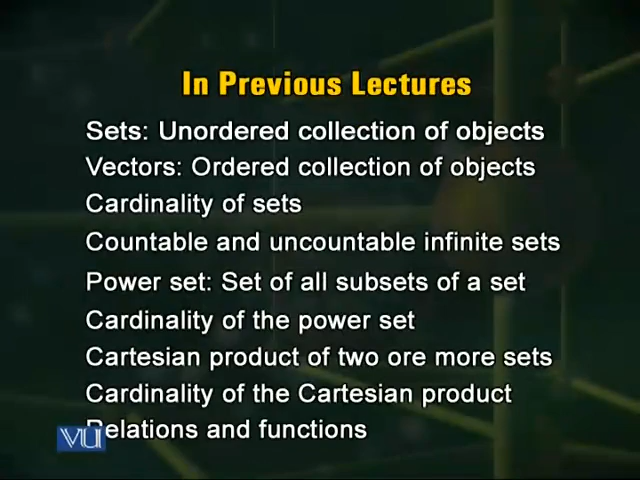 In Previous Lectures
Sets: Unordered collection of objects
Vectors: Ordered collection of objects
Cardinality of sets
Countable and uncountable infinite sets
Power set: Set of all subsets of a set
Cardinality of the power set
Cartesian product of two ore more sets
Cardinality of the Cartesian product
Relations and functions
VU